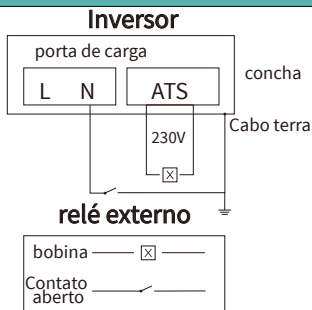 Inversor
porta de carga
L N ATS
concha
Cabo terra
230V
X
relé externo
bobina X
Contato
aberto